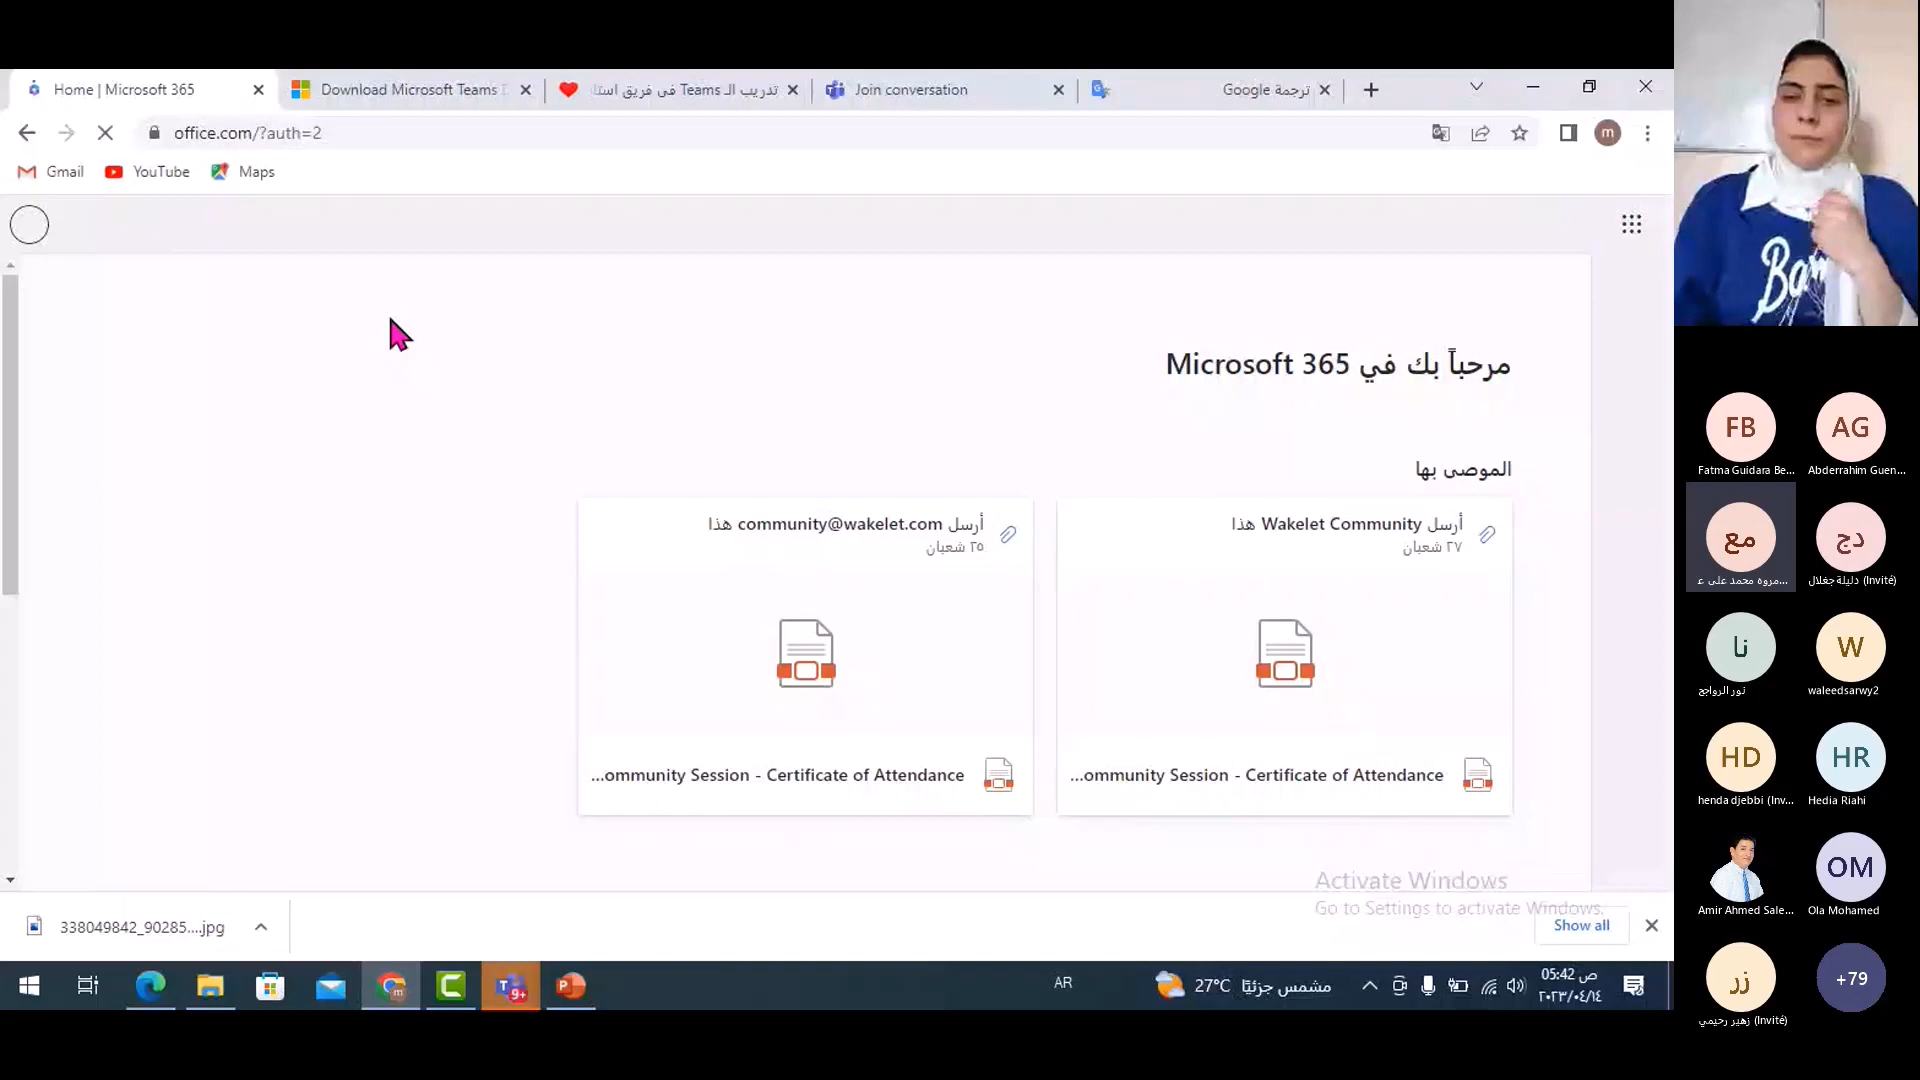 Home | Microsoft 365
Download Microsoft Teams D
تدريب الـ Teams فى فريق استا
Join conversation
ترجمة Google
office.com/?auth=2
m
Gmail
YouTube
Maps
مرحباً بك في Microsoft 365
الموصى بها
أرسل Wakelet Community هذا
٢٧ شعبان
...ommunity Session - Certificate of Attendance
أرسل community@wakelet.com هذا
٢٥ شعبان
...ommunity Session - Certificate of Attendance
Activate Windows
Go to Settings to activate Windows.
338049842_90285....jpg
Show all
9+
AR
27°C مشمس جزئيًا
05:42 ص
٢٠٢٣/٠٤/١٤
FB
Fatma Guidara Be...
AG
Abderrahim Guen...
مع
مروه محمد على ع...
دج
دليلة جغلال (Invité)
نا
نور الرواجح
W
waleedsarwy2
HD
henda djebbi (Inv...
HR
Hedia Riahi
Amir Ahmed Sale...
OM
Ola Mohamed
زر
زهير رحيمي (Invité)
+79